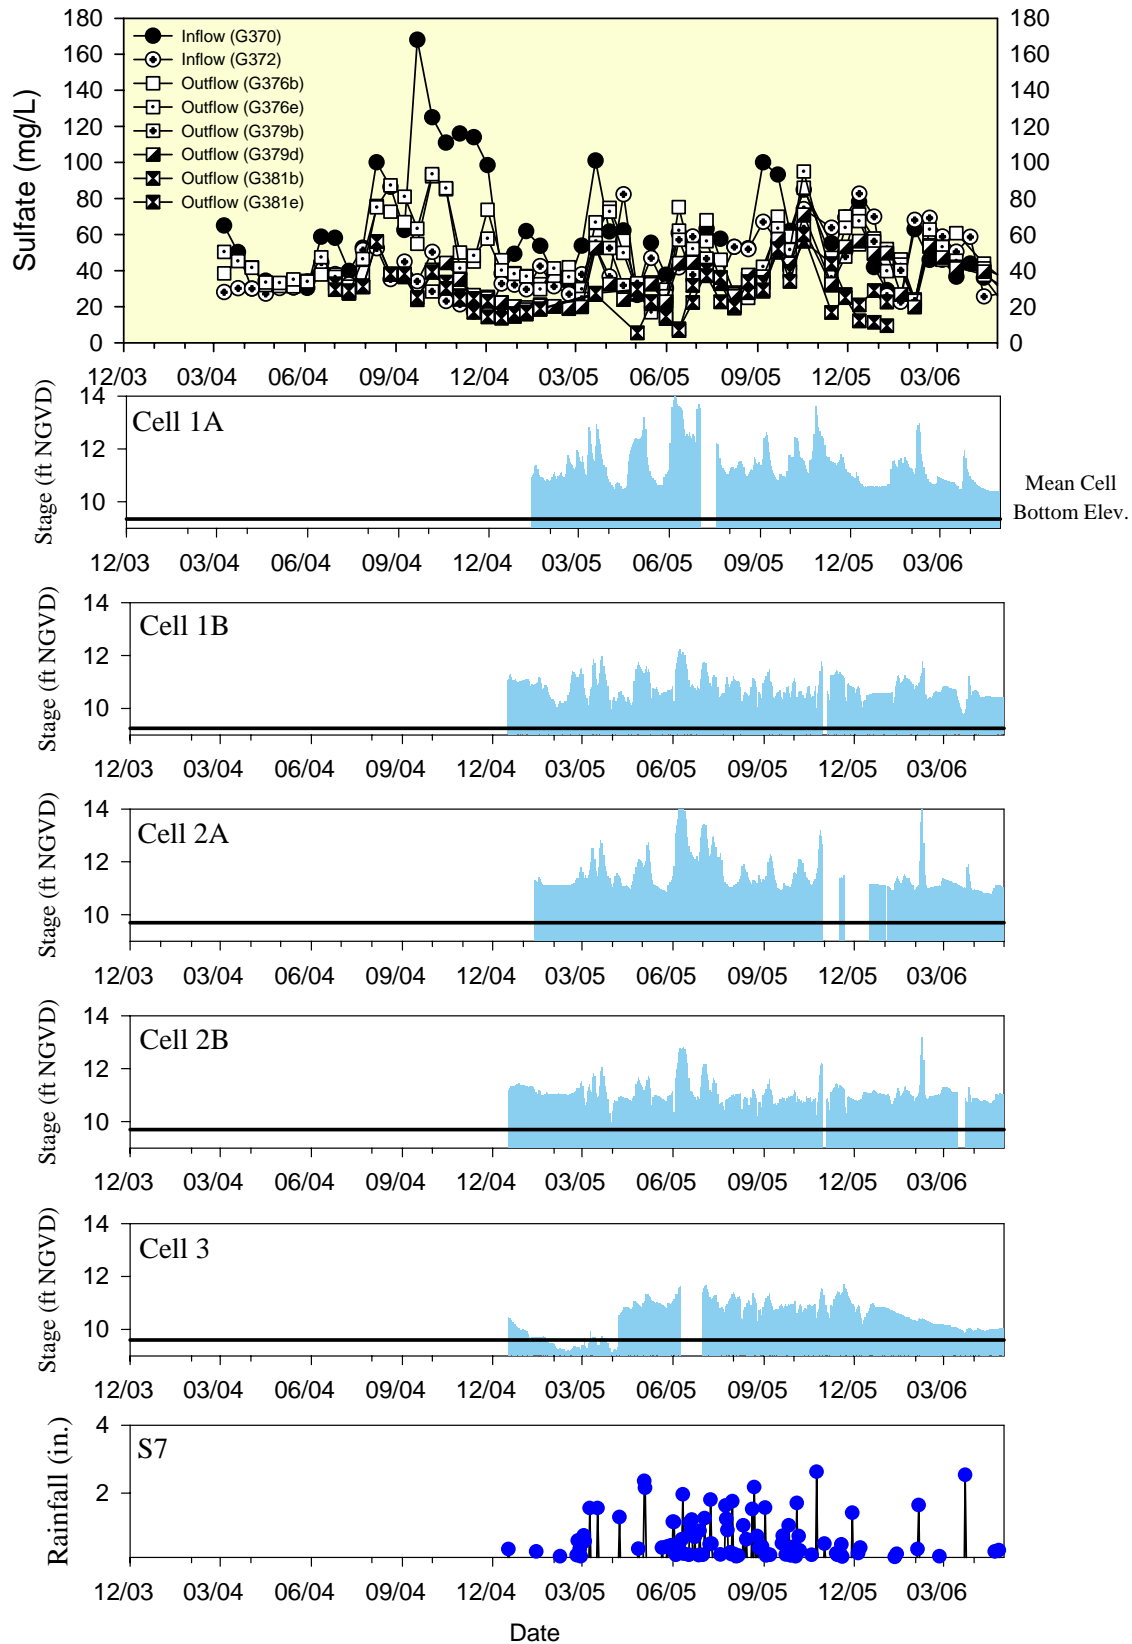 180 180
160 160
140 140
120 120
100 100
80 80
60 60
40 40
20 20
0 0
Sulfate (mg/L)
Inflow (G370)
Inflow (G372)
Outflow (G376b)
Outflow (G376e)
Outflow (G379b)
Outflow (G379d)
Outflow (G381b)
Outflow (G381e)
12/03 03/04 06/04 09/04 12/04 03/05 06/05 09/05 12/05 03/06
Stage (ft NGVD)
14
12
10
Cell 1A
Mean Cell
Bottom Elev.
12/03 03/04 06/04 09/04 12/04 03/05 06/05 09/05 12/05 03/06
Stage (ft NGVD)
14
12
10
Cell 1B
12/03 03/04 06/04 09/04 12/04 03/05 06/05 09/05 12/05 03/06
Stage (ft NGVD)
14
12
10
Cell 2A
12/03 03/04 06/04 09/04 12/04 03/05 06/05 09/05 12/05 03/06
Stage (ft NGVD)
14
12
10
Cell 2B
12/03 03/04 06/04 09/04 12/04 03/05 06/05 09/05 12/05 03/06
Stage (ft NGVD)
14
12
10
Cell 3
12/03 03/04 06/04 09/04 12/04 03/05 06/05 09/05 12/05 03/06
Rainfall (in.)
4
2
S7
12/03 03/04 06/04 09/04 12/04 03/05 06/05 09/05 12/05 03/06
Date